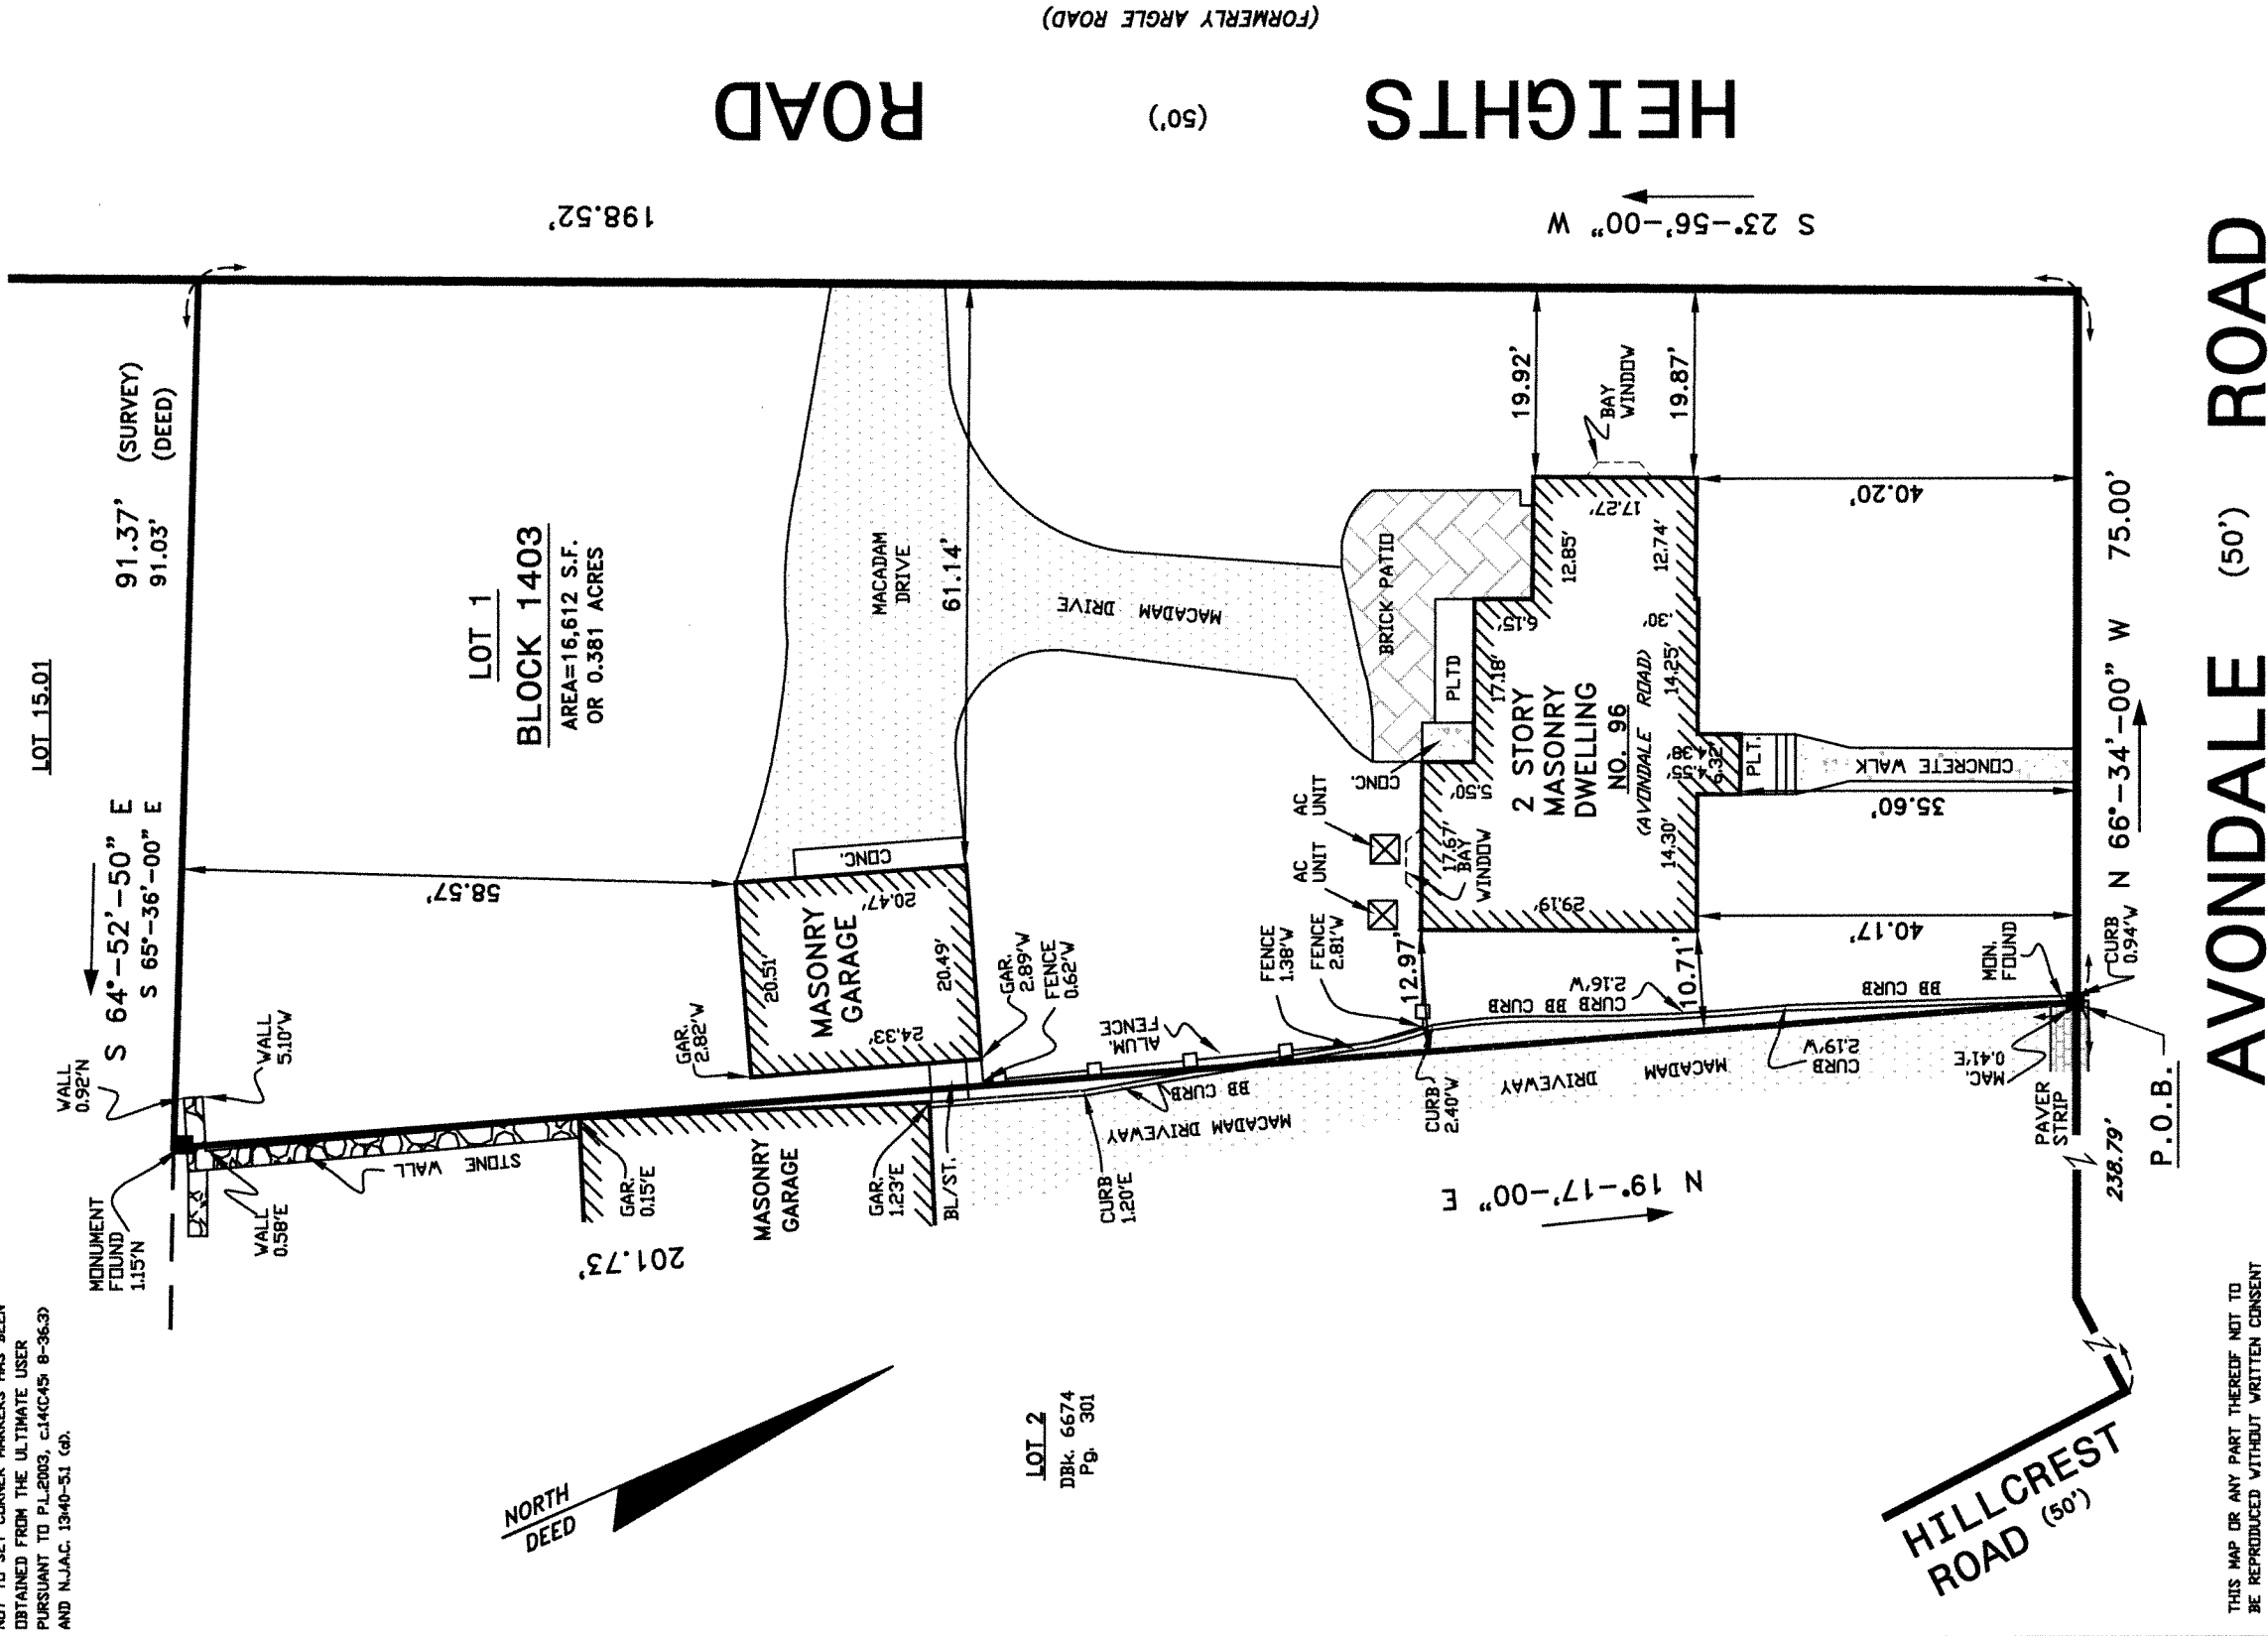 (FORMERLY ARGLE ROAD)
HEIGHTS
(50')
ROAD
198.52'
S 23°-56'-00" W
91.37' (SURVEY)
91.03' (DEED)
S 64°-52'-50" E
S 65°-36'-00" E
LOT 15.01
LOT 1
BLOCK 1403
AREA=16,612 S.F.
OR 0.381 ACRES
MACADAM
DRIVE
61.14'
MACADAM DRIVE
BRICK PATIO
PLTD
CONC.
19.92'
BAY
WINDOW
19.87'
17.27'
12.85'
12.74'
6.15'
.30'
17.18'
14.25'
2 STORY
MASONRY
DWELLING
NO. 96
(AVONDALE ROAD)
5.50'
17.67'
BAY
WINDOW
14.30'
29.19'
4.55'
4.38'
PLT.
CONCRETE WALK
40.20'
35.60'
40.17'
AC
UNIT
AC
UNIT
58.57'
CONC.
MASONRY
GARAGE
20.47'
20.51'
20.49'
24.33'
GAR.
2.82'W
GAR.
2.89'W
FENCE
0.62'W
FENCE
1.38'W
FENCE
2.81'W
12.97'
10.71'
ALUM.
FENCE
CURB BB CURB
2.16'W
BB CURB
MON.
FOUND
CURB
0.94'W
WALL
0.92'N
WALL
5.10'W
MONUMENT
FOUND
1.15'N
WALL
0.58'E
STONE WALL
GAR.
0.15'E
MASONRY
GARAGE
GAR.
1.23'E
BL/ST.
CURB
1.20'E
BB CURB
MACADAM DRIVEWAY
CURB
2.40'W
MACADAM DRIVEWAY
CURB
2.19'W
MAC.
0.41'E
PAVER
STRIP
P.O.B.
238.79'
201.73'
N 19°-17'-00" E
N 66°-34'-00" W 75.00'
AVONDALE (50') ROAD
HILLCREST
ROAD (50')
LOT 2
DBk. 6674
Pg. 301
NORTH
DEED
OBTAINED FROM THE ULTIMATE USER
PURSUANT TO P.L.2003, c.14(C45: 8-36.3)
AND N.J.A.C. 13:40-5.1 (d).
THIS MAP OR ANY PART THEREOF NOT TO
BE REPRODUCED WITHOUT WRITTEN CONSENT